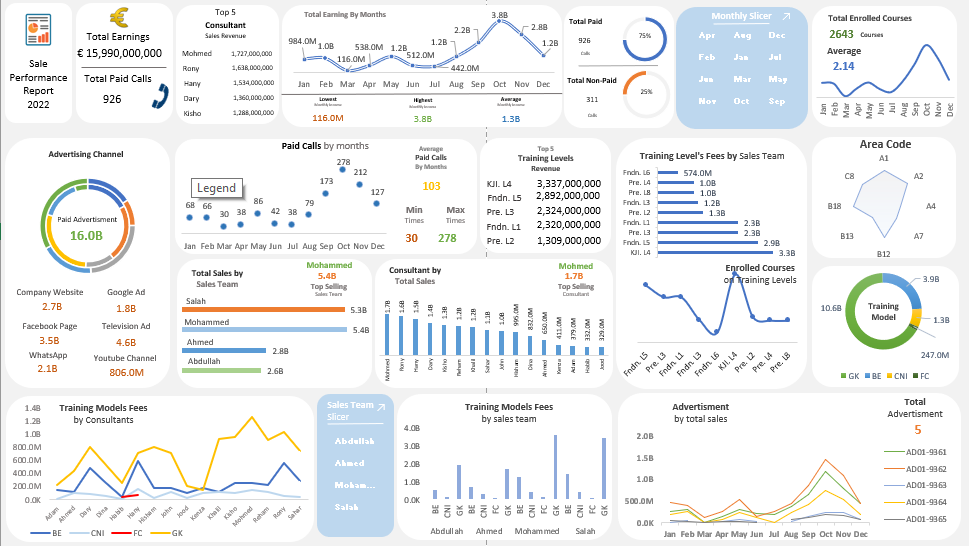 Sale
Performance
Report
2022
Total Earnings
€ 15,990,000,000
Total Paid Calls
926
Top 5
Consultant
Sales Revenue
Mohmed 1,727,000,000
Rony 1,638,000,000
Hany 1,534,000,000
Dary 1,360,000,000
Kisho 1,288,000,000
Total Earning By Months
984.0M 1.0B 116.0M 538.0M 1.2B 512.0M 442.0M 2.2B 2.2B 3.8B 2.8B 1.2B
Jan Feb Mar Apr May Jun Jul Aug Sep Oct Nov Dec
Lowest Highest Average
116.0M 3.8B 1.3B
Total Paid
926
Calls
75%
Total Non-Paid
311
Calls
25%
Monthly Slicer
Apr Aug Dec
Feb Jan Jul
Jun Mar May
Nov Oct Sep
Total Enrolled Courses
2643 Courses
Average
2.14
Jan Feb Mar Apr May Jun Jul Aug Sep Oct Nov Dec
Advertising Channel
Paid Advertisment
16.0B
Company Website Google Ad
2.7B 1.8B
Facebook Page Television Ad
3.5B 4.6B
WhatsApp Youtube Channel
2.1B 806.0M
Paid Calls by months
Legend
68 66 30 38 86 42 38 79 173 278 212 127
Jan Feb Mar Apr May Jun Jul Aug Sep Oct Nov Dec
Average
Paid Calls
By Months
103
Min Max
Times Times
30 278
Top 5
Training Levels
Revenue
KJI. L4 3,337,000,000
Fndn. L5 2,892,000,000
Pre. L3 2,324,000,000
Fndn. L1 2,320,000,000
Pre. L2 1,309,000,000
Training Level's Fees by Sales Team
Fndn. L6 574.0M
Pre. L4 1.0B
Pre. L8 1.0B
Fndn. L3 1.2B
Pre. L2 1.3B
Fndn. L1 2.3B
Pre. L3 2.3B
Fndn. L5 2.9B
KJI. L4 3.3B
Enrolled Courses
on Training Levels
Fndn. L5 Pre. L3 Fndn. L1 Pre. L2 Fndn. L3 Fndn. L6 KJI. L4 Pre. L12 Pre. L4 Pre. L8
Area Code
A1
C8 A2
B18 A4
B13 A7
B12
Total Sales by
Sales Team
Mohammed
5.4B
Top Selling
Sales Team
Salah
5.3B
Mohammed
5.4B
Ahmed
2.8B
Abdullah
2.6B
Consultant by
Total Sales
Mohmed
1.7B
Top Selling
Consultant
1.7B 1.6B 1.5B 1.4B 1.3B 1.2B 1.2B 1.1B 1.0B 995.0M 832.0M 650.0M 411.0M 379.0M 332.0M 329.0M
Mohmed Rony Hany Dary Kisho Reham Khalil Sahar John Hisham Dina Ahmed Kenza Adam Habib Jood
Training
Model
3.9B
1.3B
247.0M
10.6B
GK BE CNI FC
Training Models Fees
by Consultants
1.4B
1.2B
1.0B
800.0M
600.0M
400.0M
200.0M
0.0K
Adam Ahmed Dary Dina Habib Hany Hisham John Jood Kenza Khalil Kisho Mohmed Reham Rony Sahar
BE CNI FC GK
Sales Team
Slicer
Abdullah
Ahmed
Moham...
Salah
Training Models Fees
by sales team
4.0B
3.0B
2.0B
1.0B
0.0K
BE CNI FC GK BE CNI FC GK BE CNI FC GK BE CNI FC GK
Abdullah Ahmed Mohammed Salah
Advertisment
by total sales
2.0B
1.5B
1.0B
500.0M
0.0K
Jan Feb Mar Apr May Jun Jul Aug Sep Oct Nov Dec
Total
Advertisment
5
AD01-9361
AD01-9362
AD01-9363
AD01-9364
AD01-9365